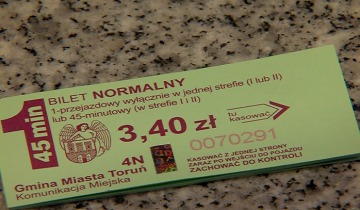 1
45 min
BILET NORMALNY
1-przejazdowy wyłącznie w jednej strefie (I lub II)
lub 45-minutowy (w strefie I i II)
3,40 zł
tu kasować
0070291
4N
Gmina Miasta Toruń
Komunikacja Miejska
KASOWAĆ Z JEDNEJ STRONY
ZARAZ PO WEJŚCIU DO POJAZDU
ZACHOWAĆ DO KONTROLI